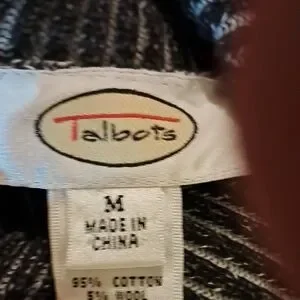 Talbots
M
MADE IN
CHINA
95% COTTON
5% WOOL